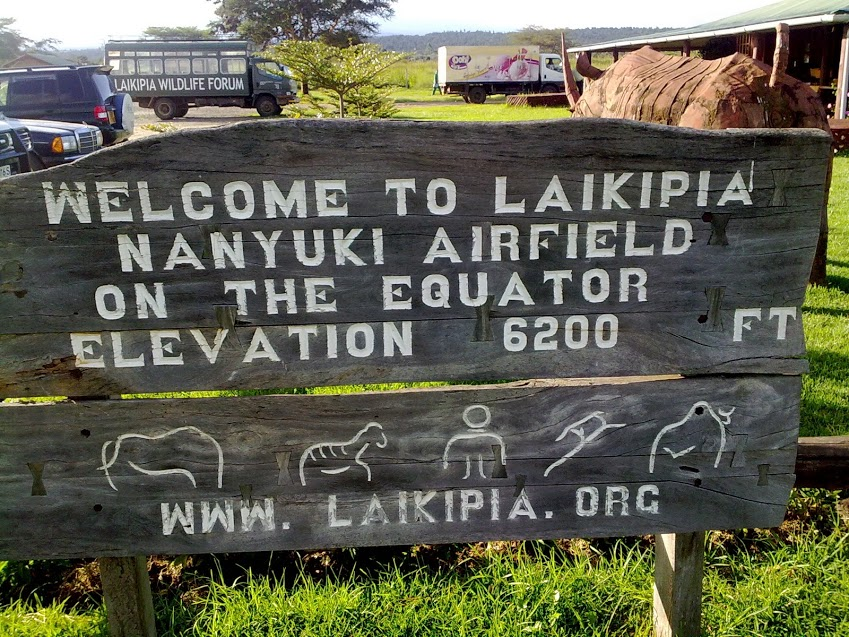 LAIKIPIA WILDLIFE FORUM
WELCOME TO LAIKIPIA
NANYUKI AIRFIELD
ON THE EQUATOR
ELEVATION 6200 FT
WWW. LAIKIPIA. ORG